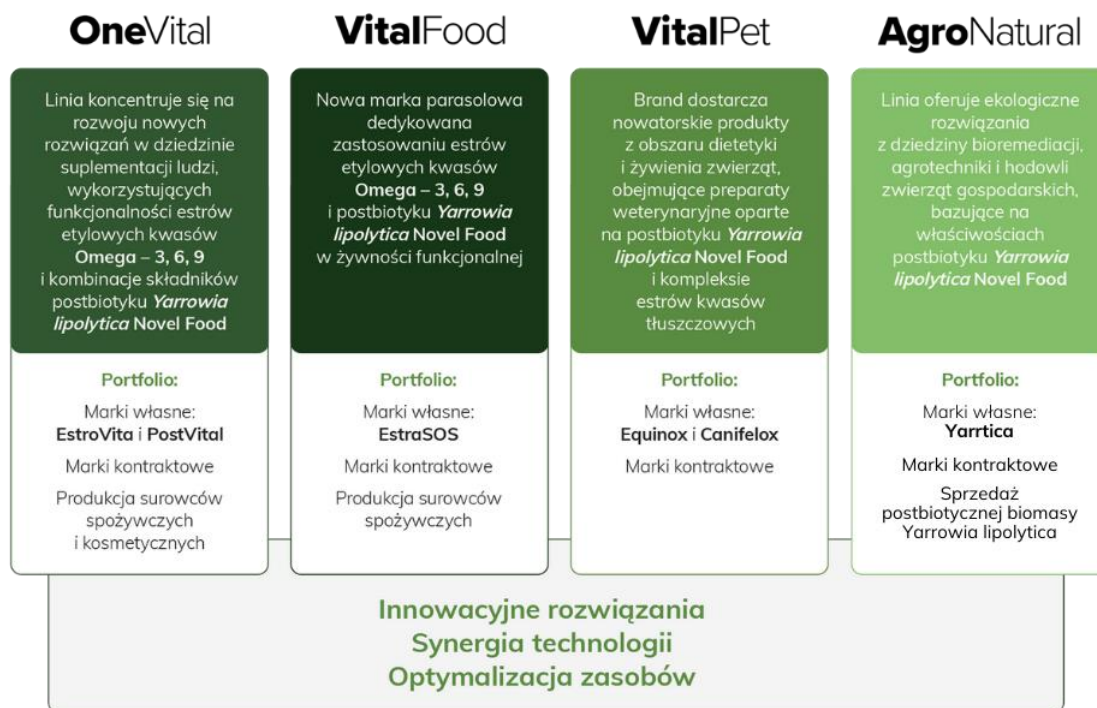 OneVital
Linia koncentruje się na
rozwoju nowych
rozwiązań w dziedzinie
suplementacji ludzi,
wykorzystujących
funkcjonalności estrów
etylowych kwasów
Omega – 3, 6, 9
i kombinacje składników
postbiotyku Yarrowia
lipolytica Novel Food
Portfolio:
Marki własne:
EstroVita i PostVital
Marki kontraktowe
Produkcja surowców
spożywczych
i kosmetycznych
VitalFood
Nowa marka parasolowa
dedykowana
zastosowaniu estrów
etylowych kwasów
Omega – 3, 6, 9
i postbiotyku Yarrowia
lipolytica Novel Food
w żywności funkcjonalnej
Portfolio:
Marki własne:
EstraSOS
Marki kontraktowe
Produkcja surowców
spożywczych
VitalPet
Brand dostarcza
nowatorskie produkty
z obszaru dietetyki
i żywienia zwierząt,
obejmujące preparaty
weterynaryjne oparte
na postbiotyku Yarrowia
lipolytica Novel Food
i kompleksie
estrów kwasów
tłuszczowych
Portfolio:
Marki własne:
Equinox i Canifelox
Marki kontraktowe
AgroNatural
Linia oferuje ekologiczne
rozwiązania
z dziedziny bioremediacji,
agrotechniki i hodowli
zwierząt gospodarskich,
bazujące na
właściwościach
postbiotyku Yarrowia
lipolytica Novel Food
Portfolio:
Marki własne:
Yarrtica
Marki kontraktowe
Sprzedaż
postbiotycznej biomasy
Yarrowia lipolytica
Innowacyjne rozwiązania
Synergia technologii
Optymalizacja zasobów